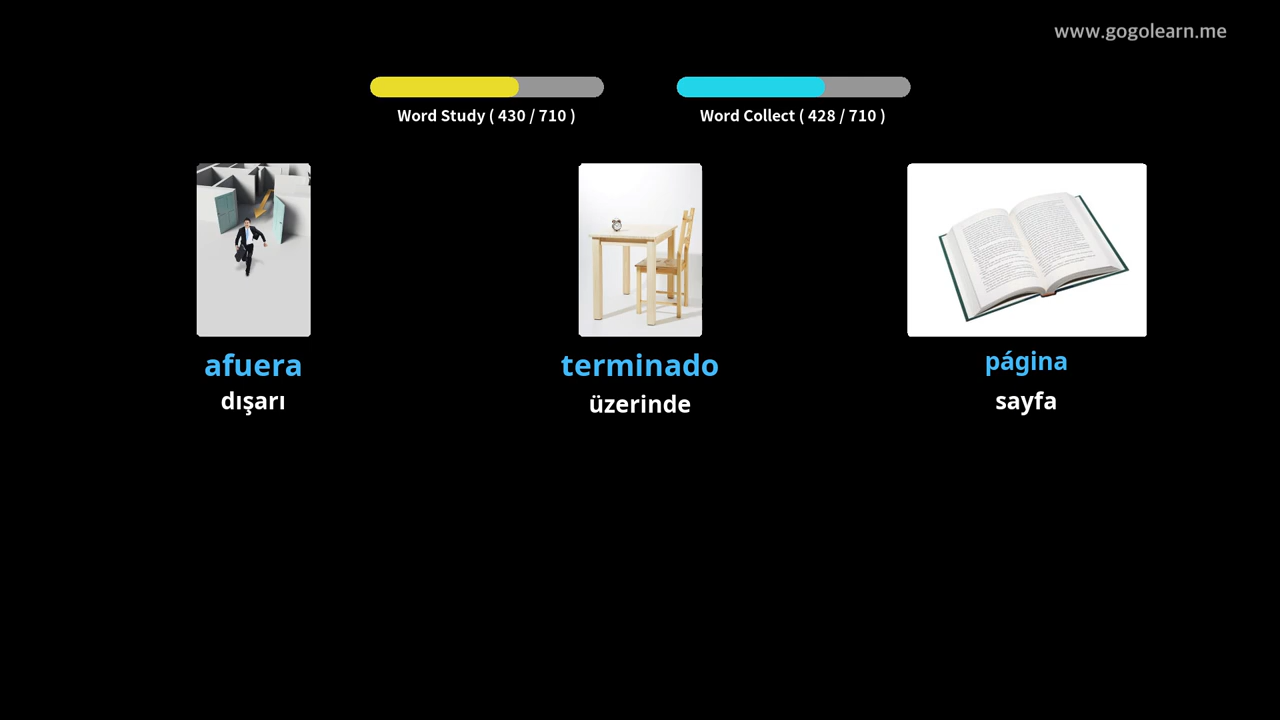 www.gogolearn.me
Word Study ( 430 / 710 )
Word Collect ( 428 / 710 )
afuera
dışarı
terminado
üzerinde
página
sayfa